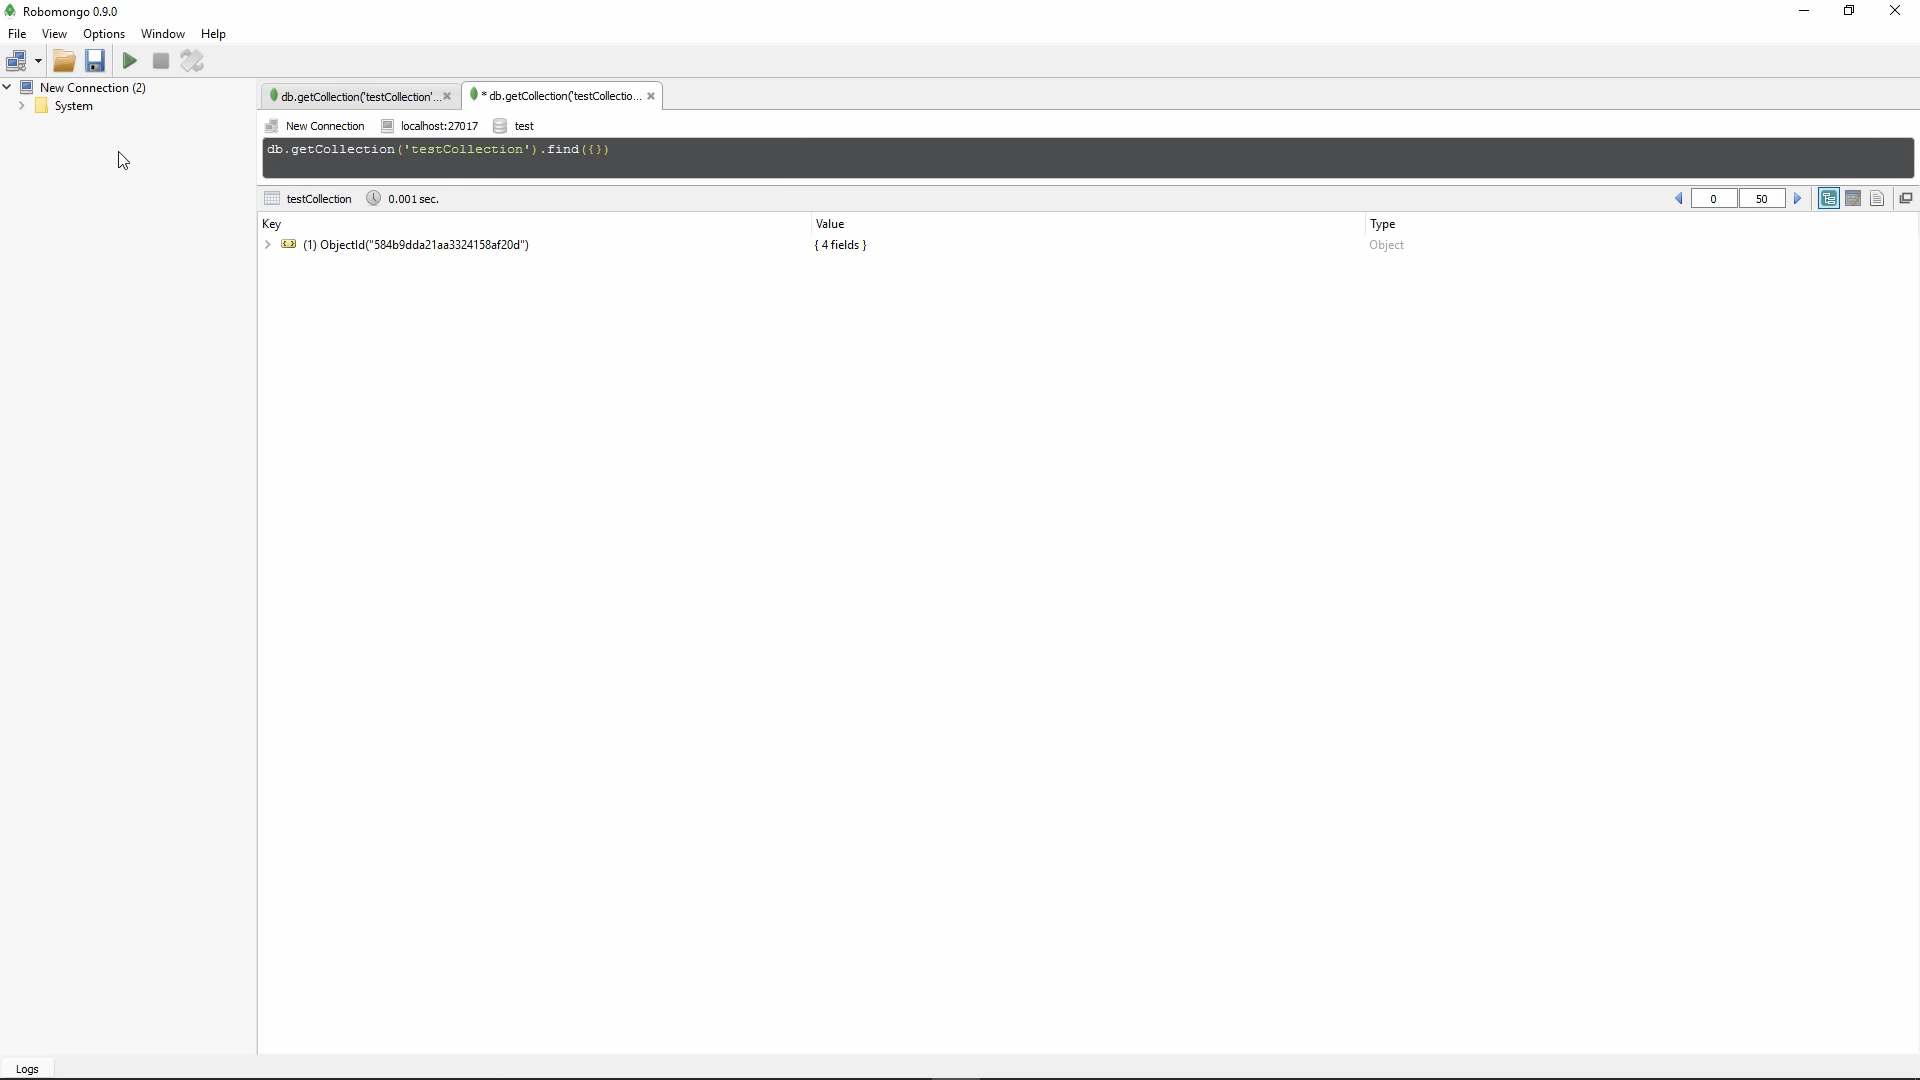 Robomongo 0.9.0
File View Options Window Help
New Connection (2)
System
db.getCollection('testCollection'...
* db.getCollection('testCollectio...
New Connection localhost:27017 test
db.getCollection('testCollection').find({})
testCollection 0.001 sec.
0 50
Key Value Type
(1) ObjectId("584b9dda21aa3324158af20d") { 4 fields } Object
Logs